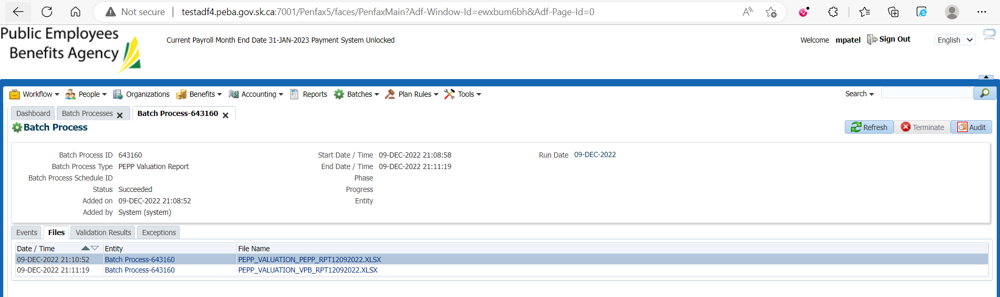 Not secure testadf4.peba.gov.sk.ca:7001/Penfax5/faces/PenfaxMain?Adf-Window-Id=ewxbum6bh&Adf-Page-Id=0
Public Employees
Benefits Agency
Current Payroll Month End Date 31-JAN-2023 Payment System Unlocked
Welcome mpatel Sign Out English
Workflow People Organizations Benefits Accounting Reports Batches Plan Rules Tools Search
Dashboard Batch Processes Batch Process-643160
Batch Process
Refresh Terminate Audit
Batch Process ID 643160 Start Date / Time 09-DEC-2022 21:08:58 Run Date 09-DEC-2022
Batch Process Type PEPP Valuation Report End Date / Time 09-DEC-2022 21:11:19
Batch Process Schedule ID Phase
Status Succeeded Progress
Added on 09-DEC-2022 21:08:52 Entity
Added by System (system)
Events Files Validation Results Exceptions
Date / Time Entity File Name
09-DEC-2022 21:10:52 Batch Process-643160 PEPP_VALUATION_PEPP_RPT12092022.XLSX
09-DEC-2022 21:11:19 Batch Process-643160 PEPP_VALUATION_VPB_RPT12092022.XLSX